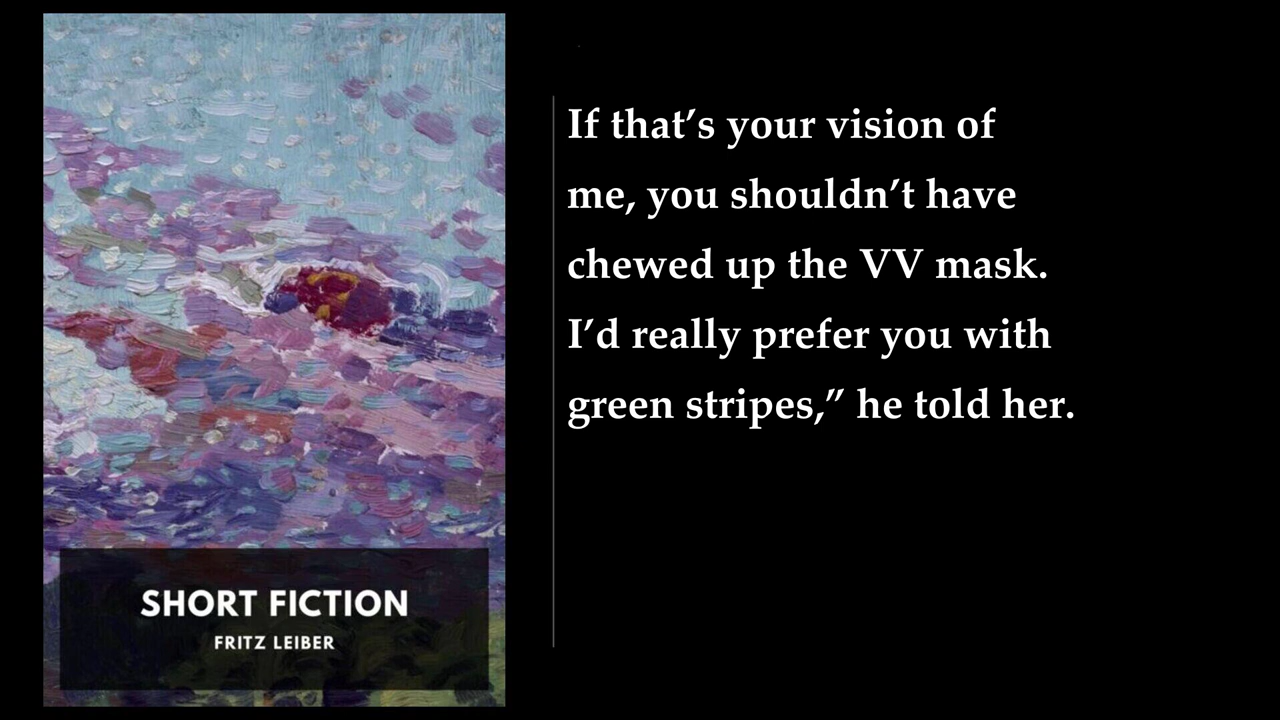 If that’s your vision of
me, you shouldn’t have
chewed up the VV mask.
I’d really prefer you with
green stripes,” he told her.
SHORT FICTION
FRITZ LEIBER